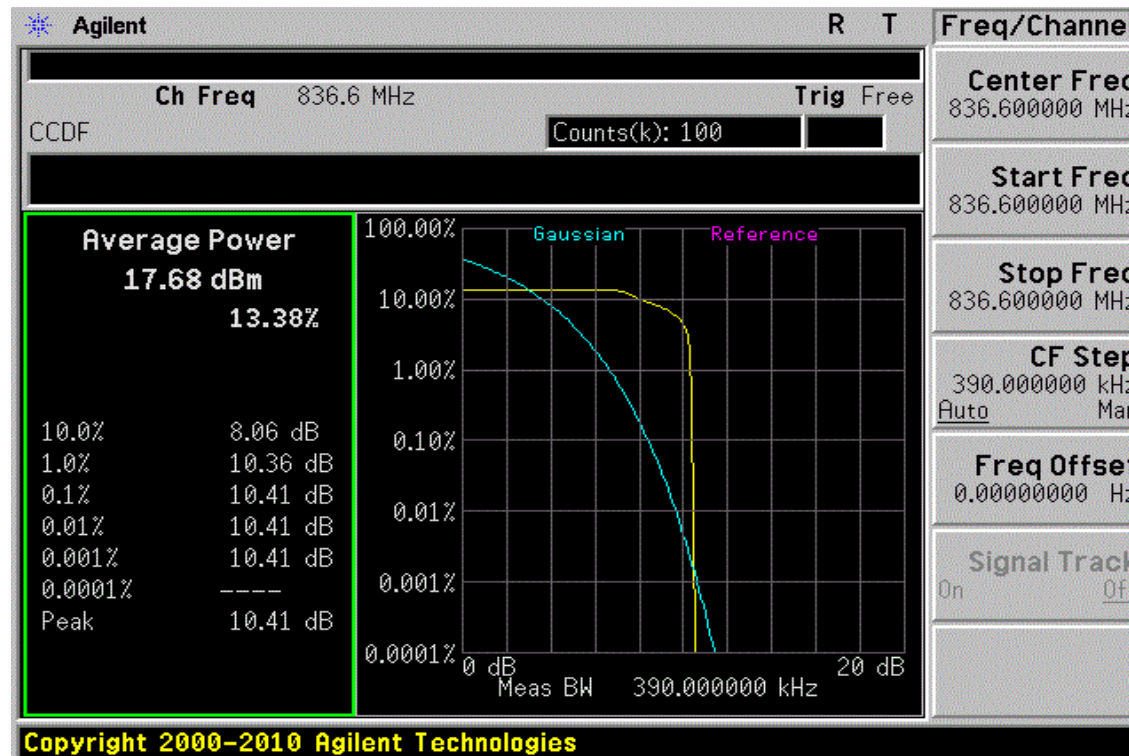 Agilent R T
Ch Freq 836.6 MHz Trig Free
CCDF Counts(k): 100
Average Power
17.68 dBm
13.38%
10.0% 8.06 dB
1.0% 10.36 dB
0.1% 10.41 dB
0.01% 10.41 dB
0.001% 10.41 dB
0.0001% ----
Peak 10.41 dB
Gaussian Reference
100.00%
10.00%
1.00%
0.10%
0.01%
0.001%
0.0001%
0 dB 20 dB
Meas BW 390.000000 kHz
Freq/Channe
Center Freq
836.600000 MHz
Start Freq
836.600000 MHz
Stop Freq
836.600000 MHz
CF Step
390.000000 kHz
Auto Man
Freq Offset
0.00000000 Hz
Signal Track
On Off
Copyright 2000-2010 Agilent Technologies